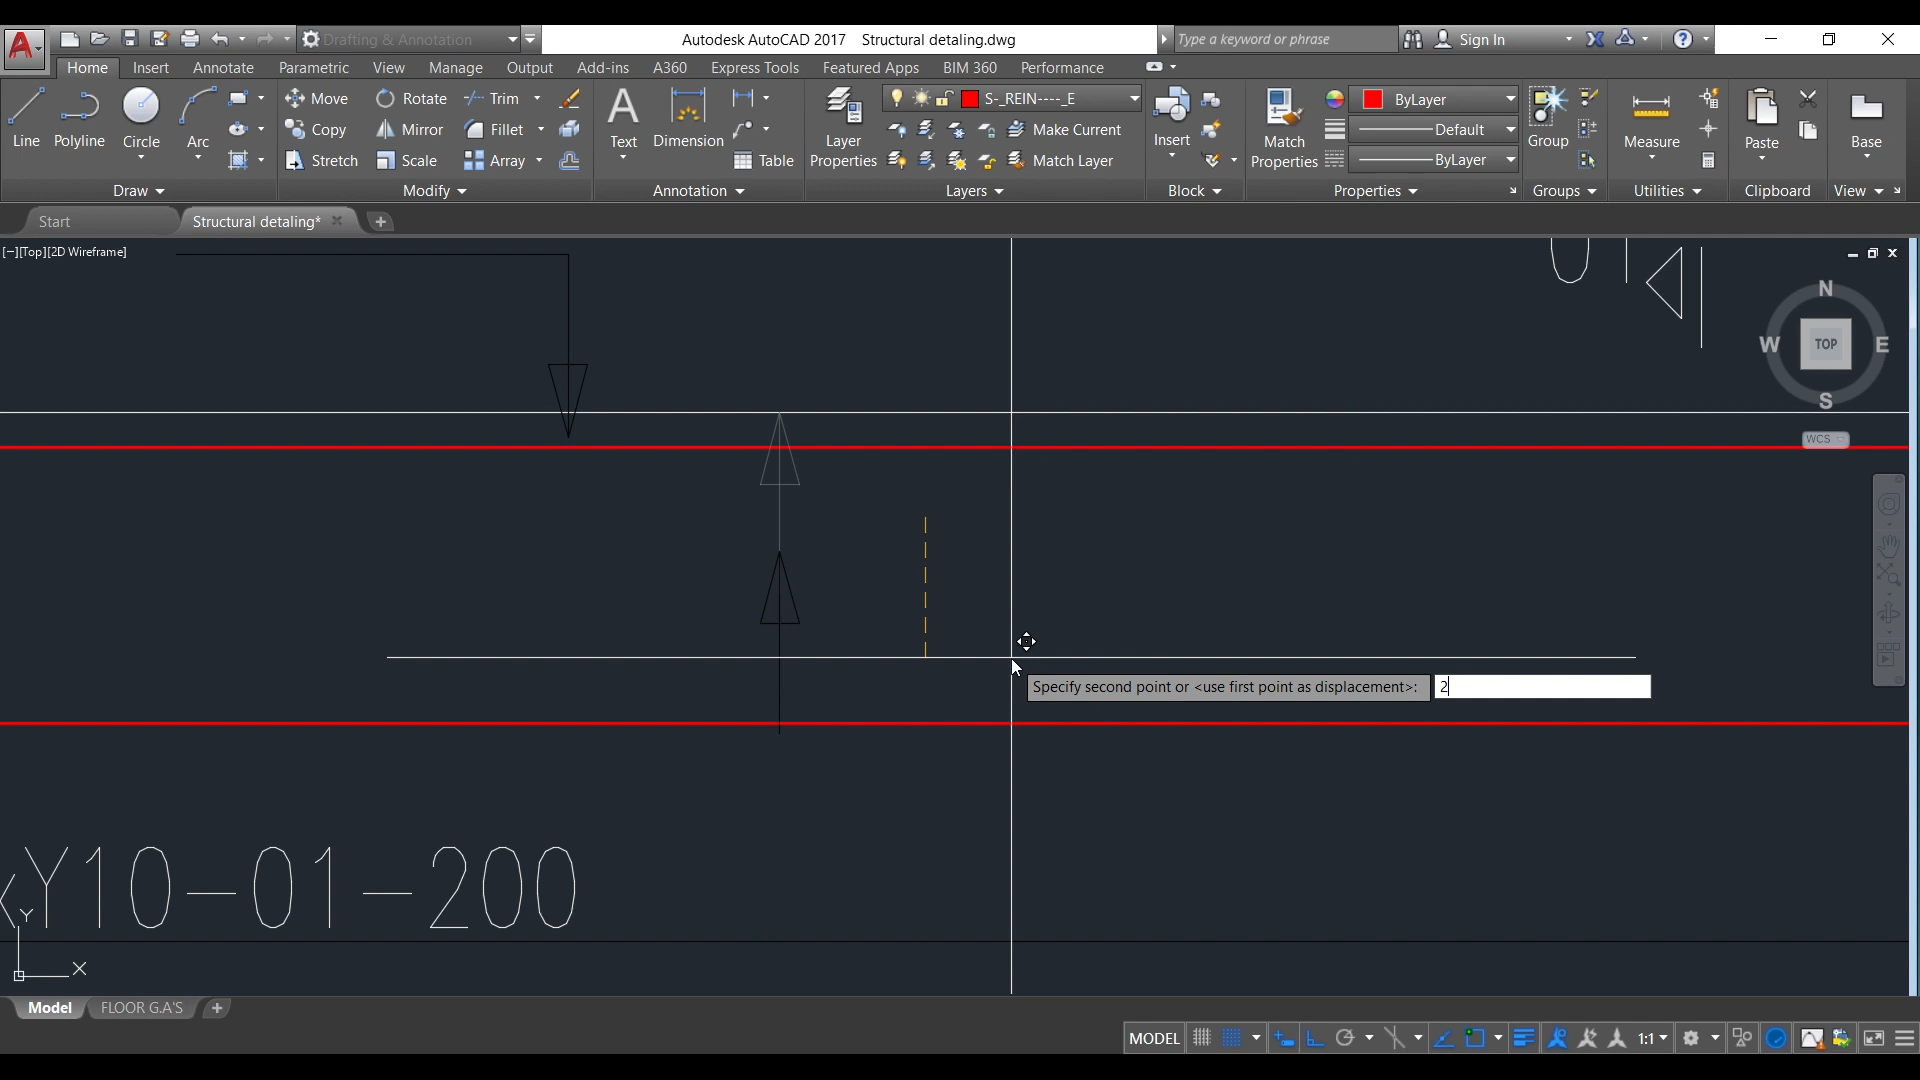 Drafting & Annotation
Autodesk AutoCAD 2017 Structural detaling.dwg
Type a keyword or phrase
Sign In
Home Insert Annotate Parametric View Manage Output Add-ins A360 Express Tools Featured Apps BIM 360 Performance
Line Polyline Circle Arc
Move Rotate Trim
Copy Mirror Fillet
Stretch Scale Array
Text Dimension Table
Layer Properties
S-_REIN----_E
Make Current
Match Layer
Insert
Match Properties
ByLayer
Default
ByLayer
Group
Measure
Paste
Base
Draw Modify Annotation Layers Block Properties Groups Utilities Clipboard View
Start Structural detaling*
[−][Top][2D Wireframe]
N
W TOP E
S
WCS
Specify second point or <use first point as displacement>: 2
Y10-01-200
Y
X
Model FLOOR G.A'S
MODEL 1:1